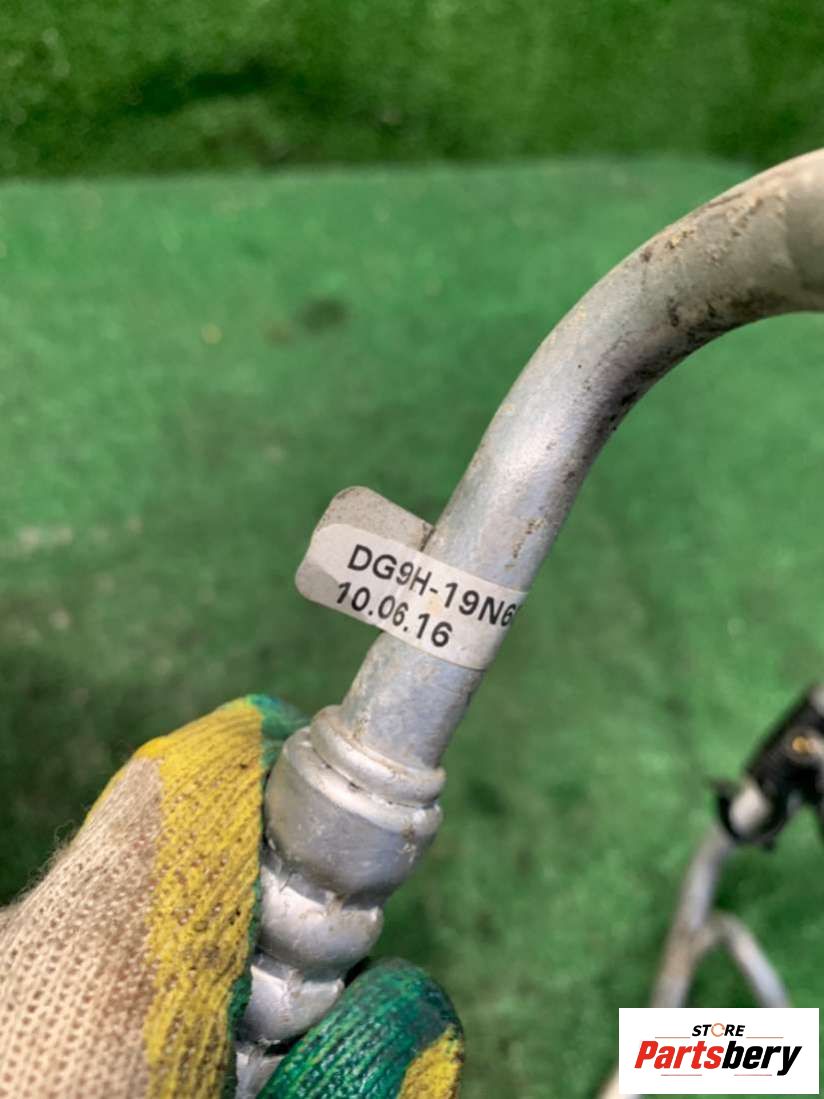 DG9H-19N6
10.06.16
STORE
Partsbery